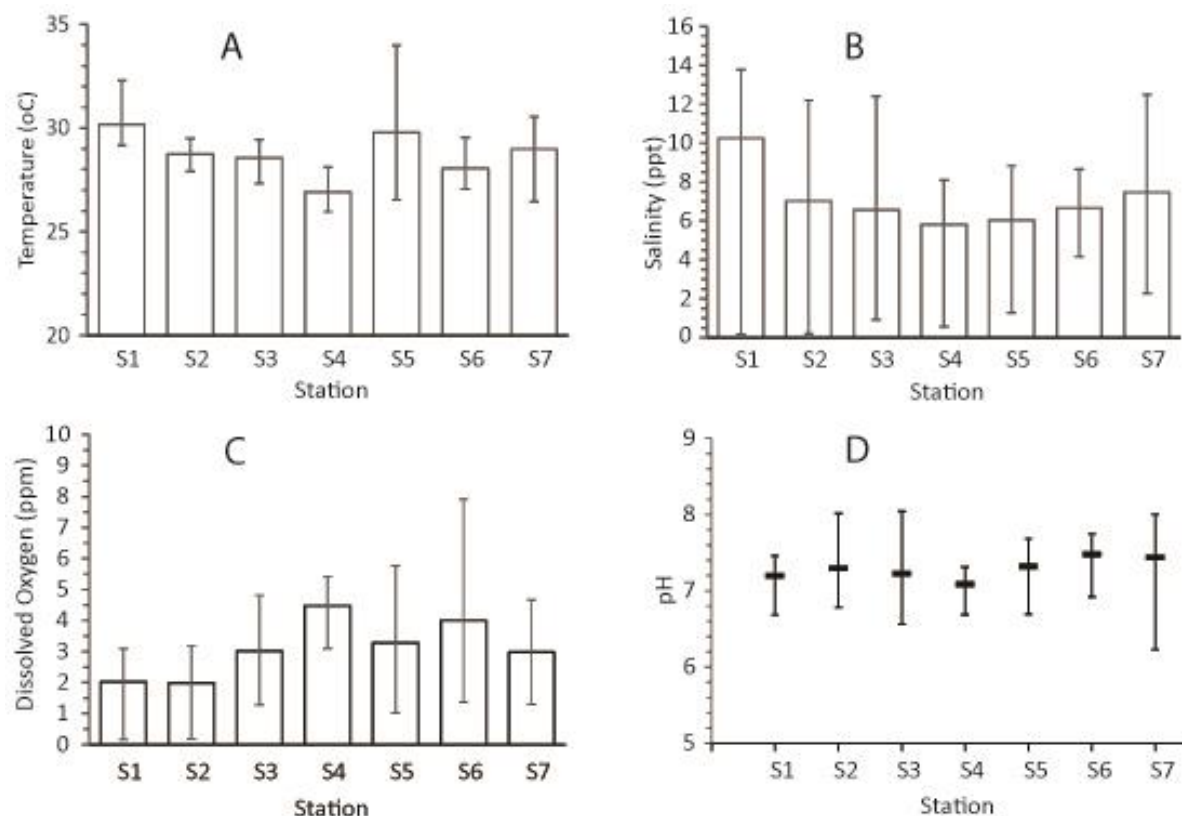 A
Temperature (oC)
35
30
25
20
S1 S2 S3 S4 S5 S6 S7
Station
B
Salinity (ppt)
16
14
12
10
8
6
4
2
0
S1 S2 S3 S4 S5 S6 S7
Station
C
Dissolved Oxygen (ppm)
10
9
8
7
6
5
4
3
2
1
0
S1 S2 S3 S4 S5 S6 S7
Station
D
pH
9
8
7
6
5
S1 S2 S3 S4 S5 S6 S7
Station